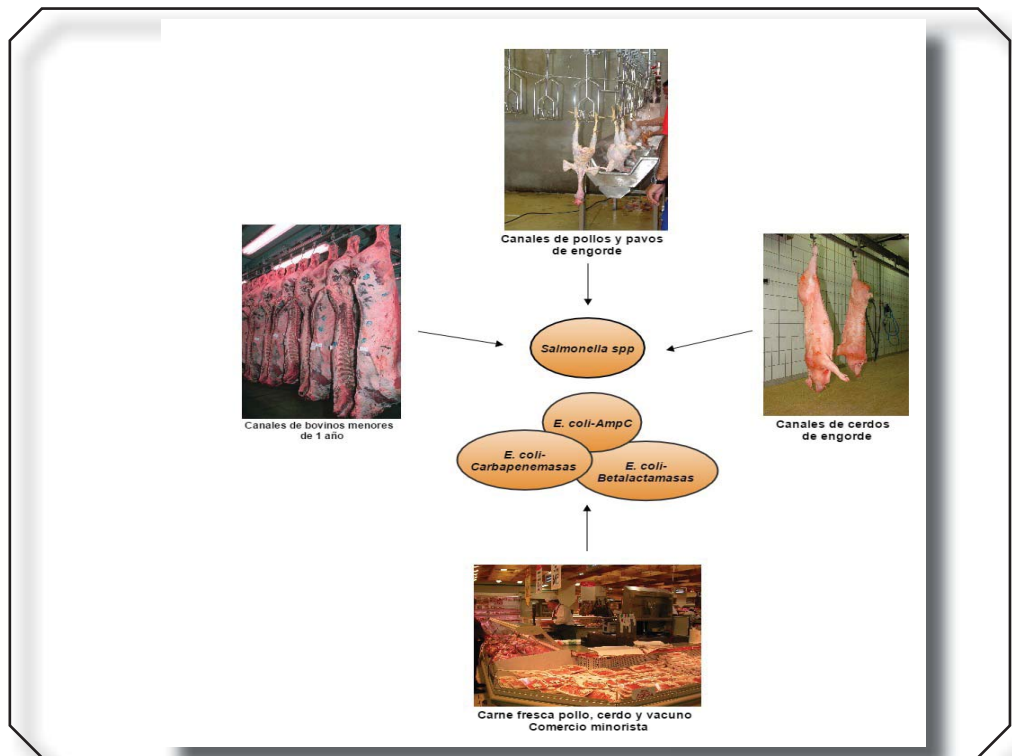 Canales de pollos y pavos
de engorde
Salmonella spp
Canales de bovinos menores
de 1 año
Canales de cerdos
de engorde
E. coli-AmpC
E. coli-
Carbapenemasas
E. coli-
Betalactamasas
Carne fresca pollo, cerdo y vacuno
Comercio minorista